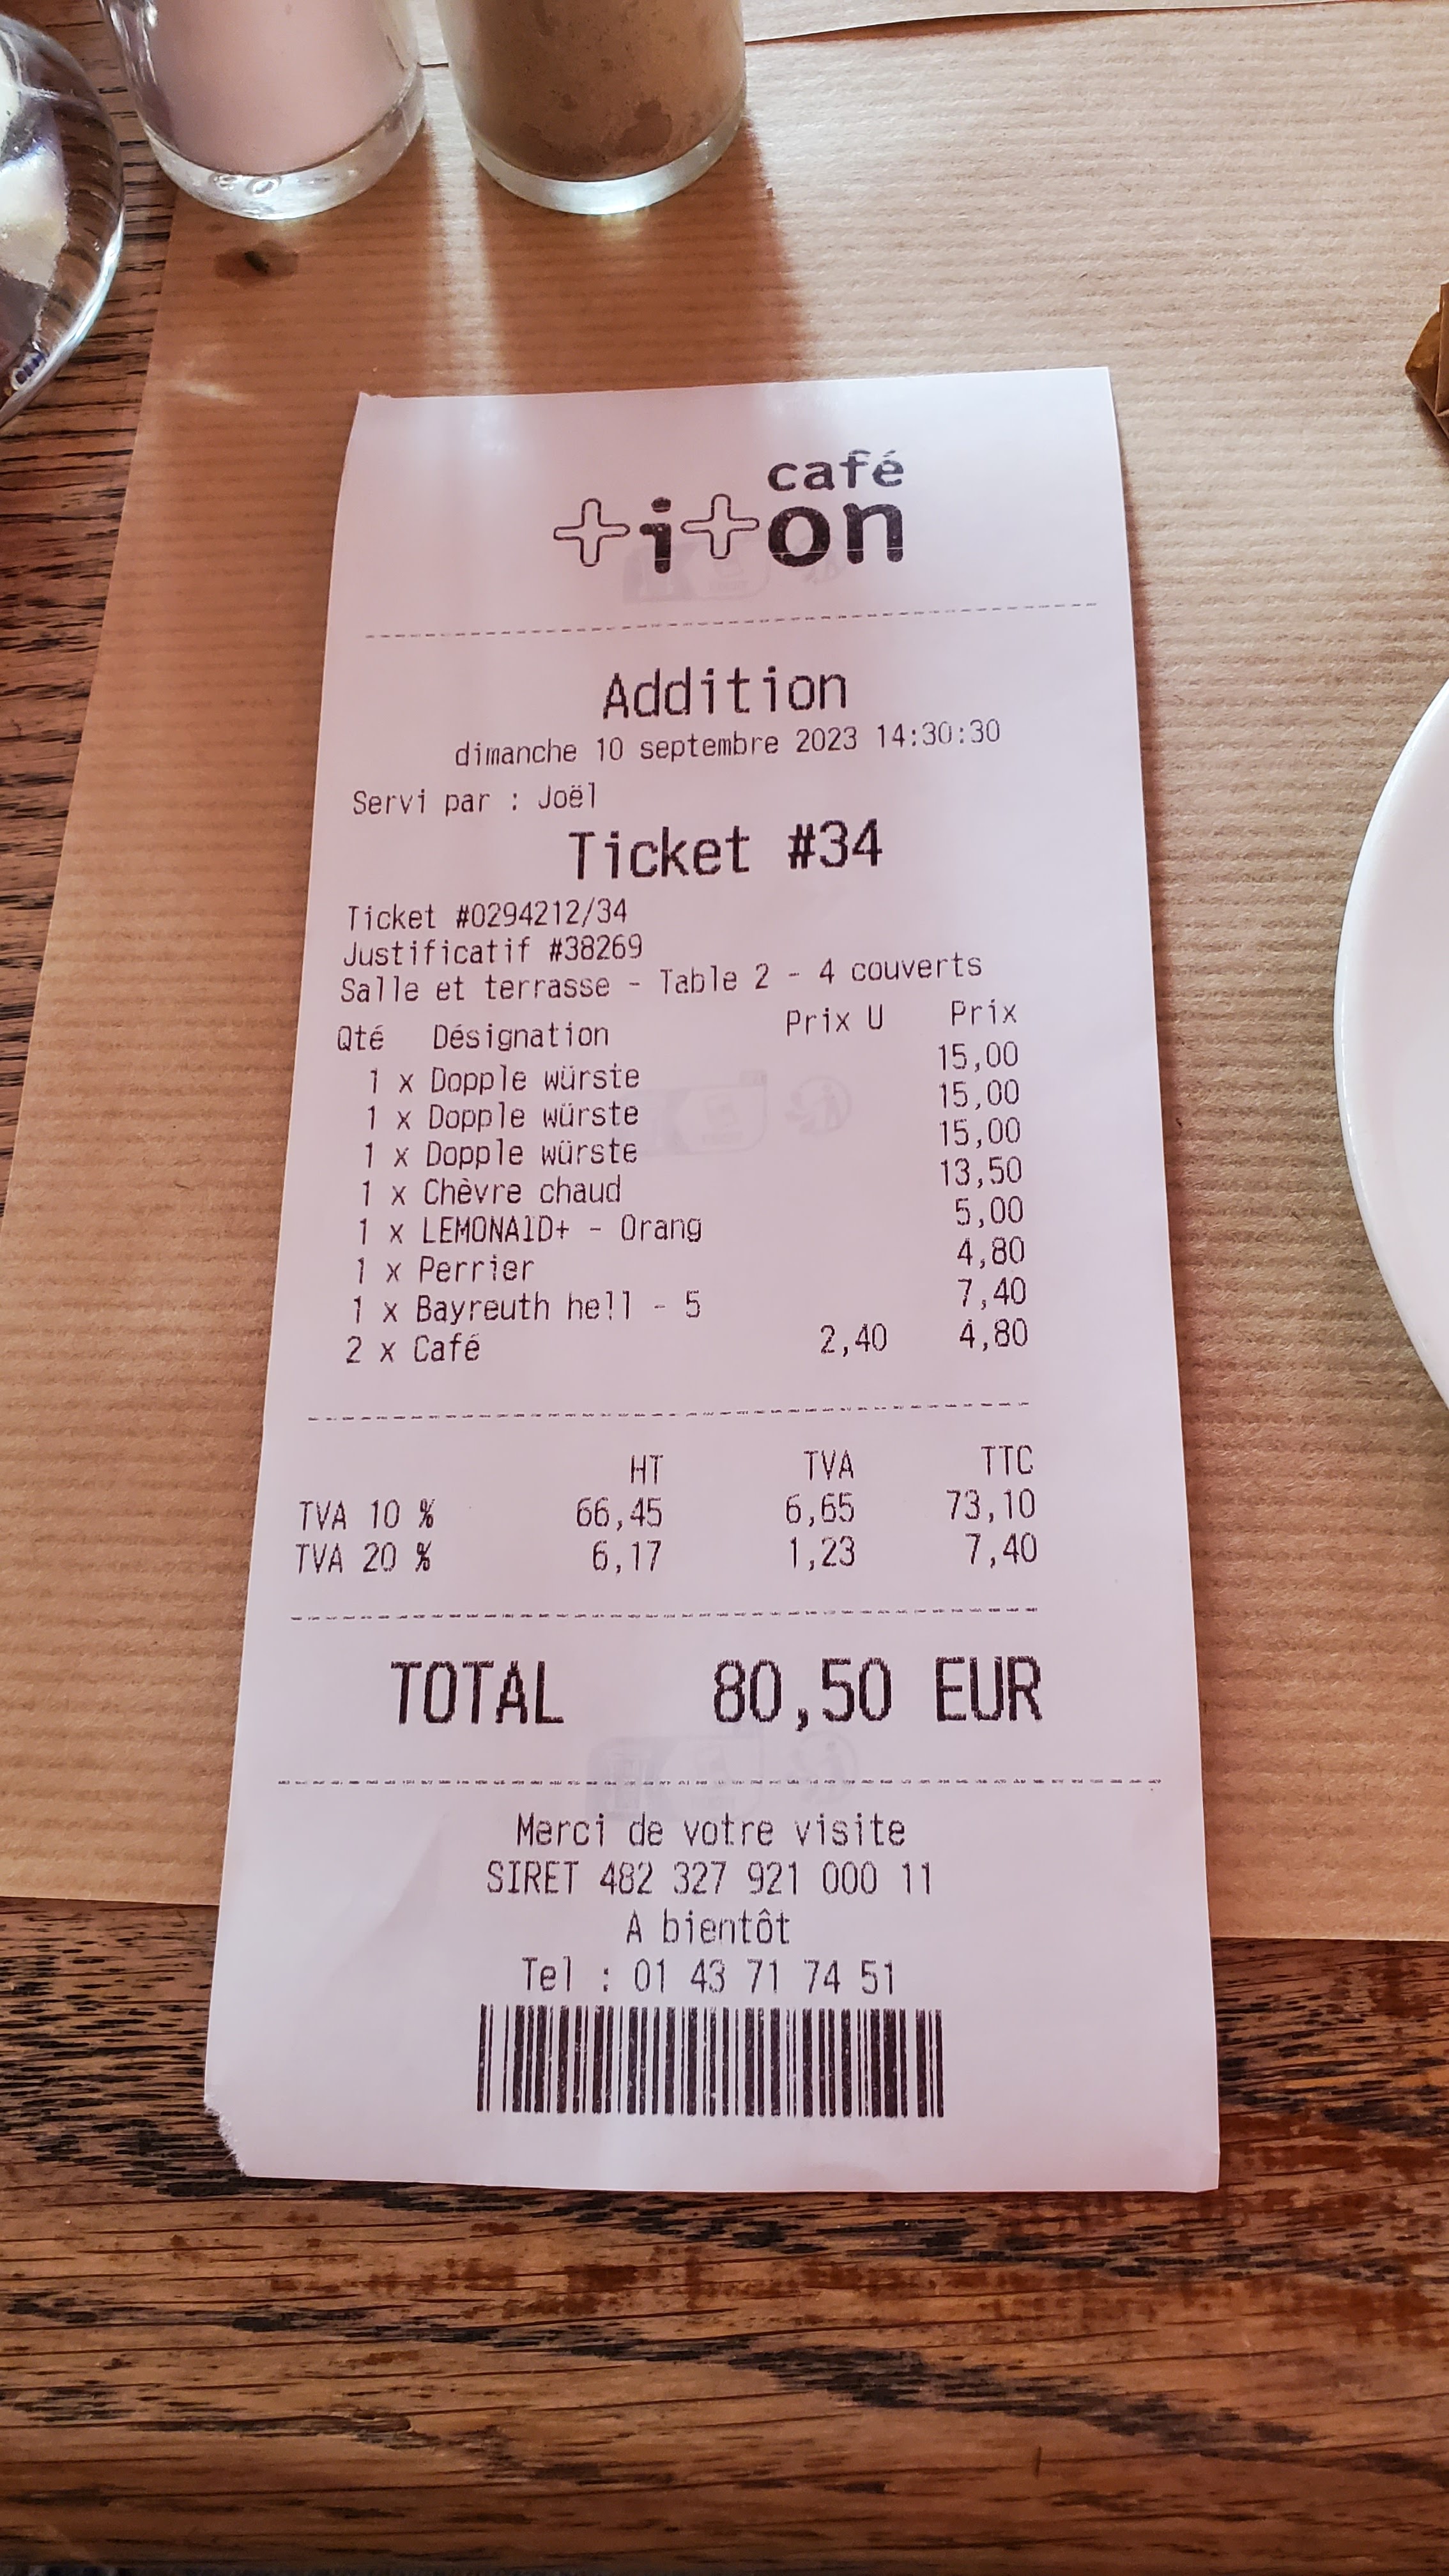 café
titon
Addition
dimanche 10 septembre 2023 14:30:30
Servi par : Joël
Ticket #34
Ticket #0294212/34
Justificatif #38269
Salle et terrasse - Table 2 - 4 couverts
Qté Désignation Prix U Prix
1 x Dopple würste 15,00
1 x Dopple würste 15,00
1 x Dopple würste 15,00
1 x Chèvre chaud 13,50
1 x LEMONAID+ - Orang 5,00
1 x Perrier 4,80
1 x Bayreuth hell - 5 7,40
2 x Café 2,40 4,80
HT TVA TTC
TVA 10 % 66,45 6,65 73,10
TVA 20 % 6,17 1,23 7,40
TOTAL 80,50 EUR
Merci de votre visite
SIRET 482 327 921 000 11
A bientôt
Tel : 01 43 71 74 51